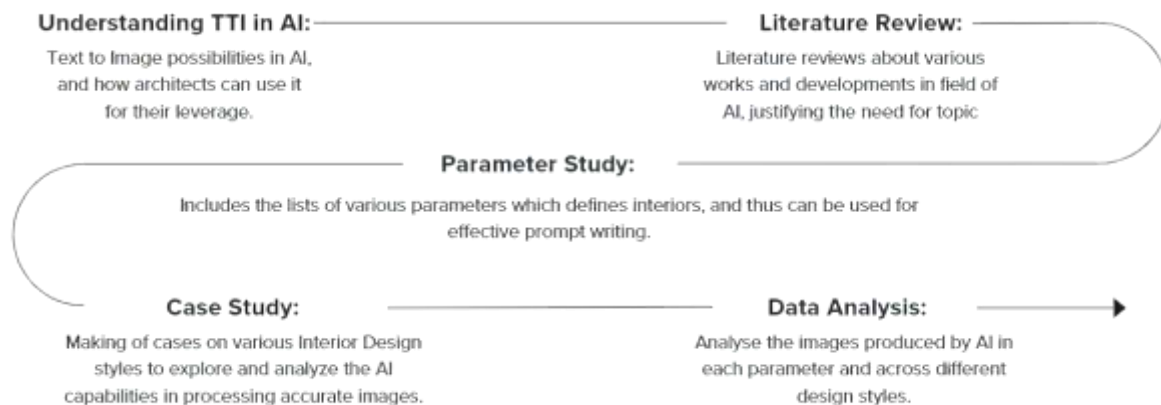 Understanding TTI in AI:
Text to Image possibilities in AI,
and how architects can use it
for their leverage.
Literature Review:
Literature reviews about various
works and developments in field of
AI, justifying the need for topic
Parameter Study:
Includes the lists of various parameters which defines interiors, and thus can be used for
effective prompt writing.
Case Study:
Making of cases on various Interior Design
styles to explore and analyze the AI
capabilities in processing accurate images.
Data Analysis:
Analyse the images produced by AI in
each parameter and across different
design styles.